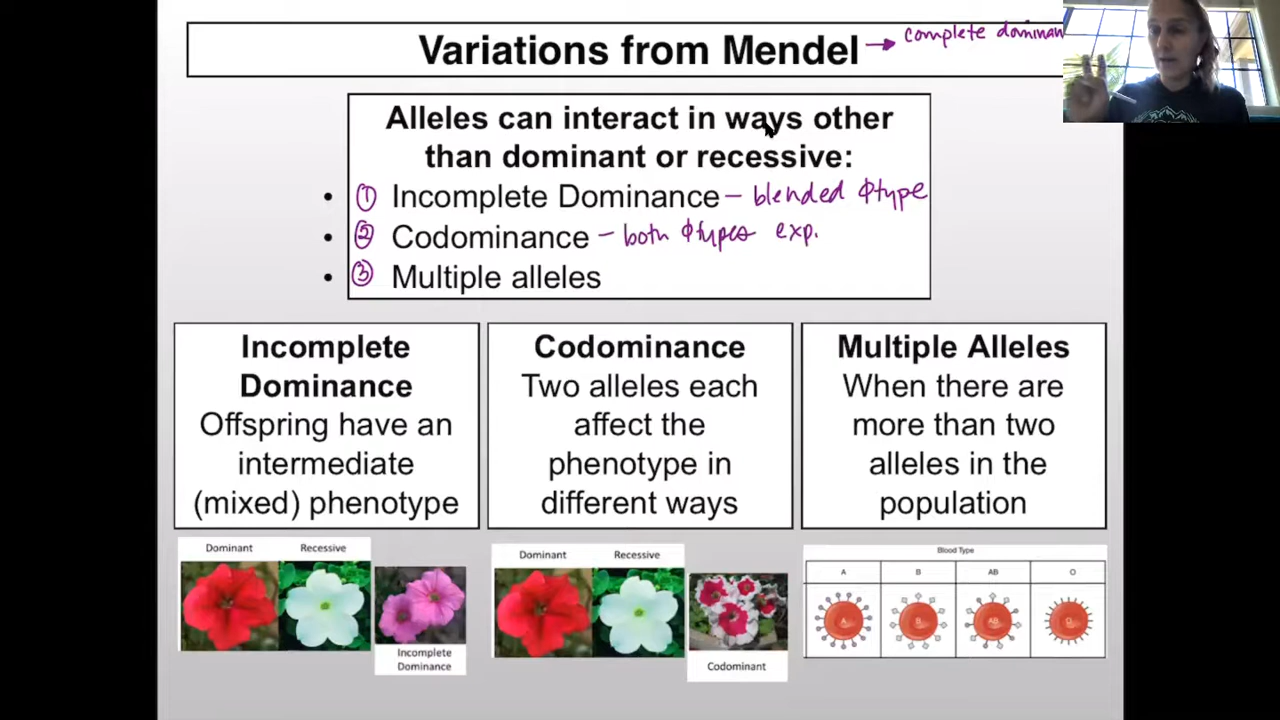 Variations from Mendel → complete dominan
Alleles can interact in ways other
than dominant or recessive:
• ① Incomplete Dominance – blended Φtype
• ② Codominance – both Φtypes exp.
• ③ Multiple alleles
Incomplete
Dominance
Offspring have an
intermediate
(mixed) phenotype
Codominance
Two alleles each
affect the
phenotype in
different ways
Multiple Alleles
When there are
more than two
alleles in the
population
Dominant Recessive
Incomplete
Dominance
Dominant Recessive
Codominant
Blood Type
A B AB O
A B AB O